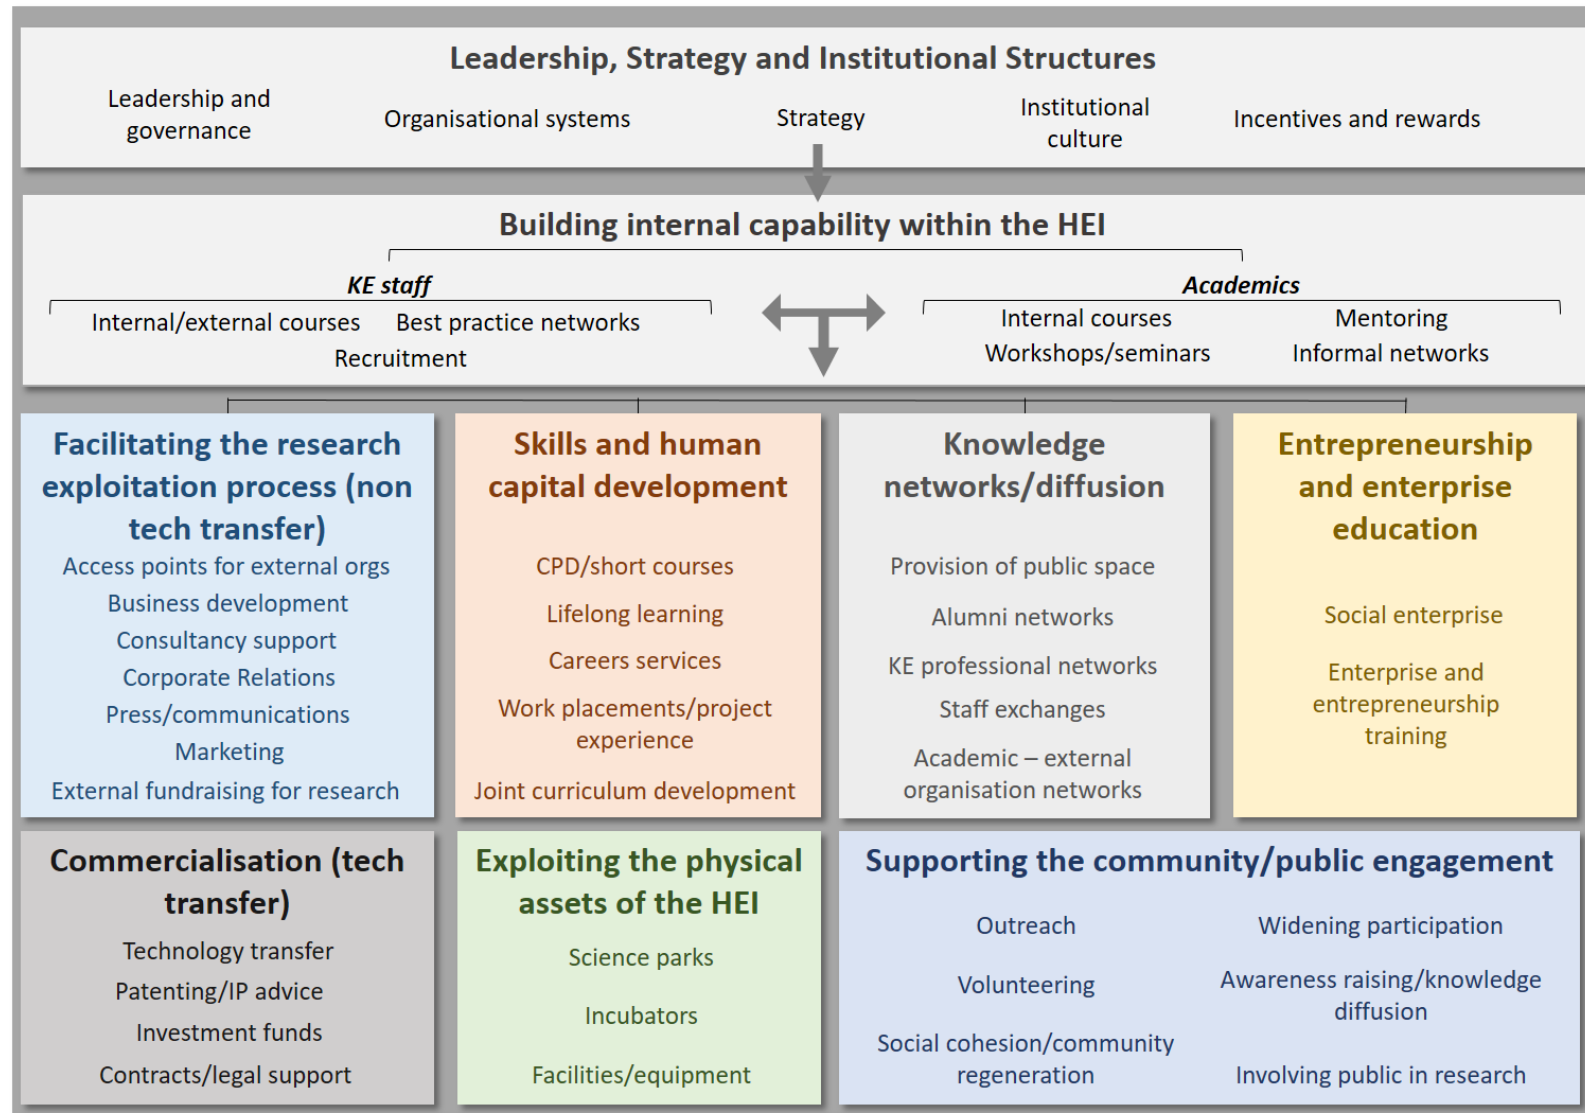 Leadership, Strategy and Institutional Structures
Leadership and
governance
Organisational systems
Strategy
Institutional
culture
Incentives and rewards
Building internal capability within the HEI
KE staff
Internal/external courses
Best practice networks
Recruitment
Academics
Internal courses
Mentoring
Workshops/seminars
Informal networks
Facilitating the research
exploitation process (non
tech transfer)
Access points for external orgs
Business development
Consultancy support
Corporate Relations
Press/communications
Marketing
External fundraising for research
Skills and human
capital development
CPD/short courses
Lifelong learning
Careers services
Work placements/project
experience
Joint curriculum development
Knowledge
networks/diffusion
Provision of public space
Alumni networks
KE professional networks
Staff exchanges
Academic – external
organisation networks
Entrepreneurship
and enterprise
education
Social enterprise
Enterprise and
entrepreneurship
training
Commercialisation (tech
transfer)
Technology transfer
Patenting/IP advice
Investment funds
Contracts/legal support
Exploiting the physical
assets of the HEI
Science parks
Incubators
Facilities/equipment
Supporting the community/public engagement
Outreach
Volunteering
Social cohesion/community
regeneration
Widening participation
Awareness raising/knowledge
diffusion
Involving public in research